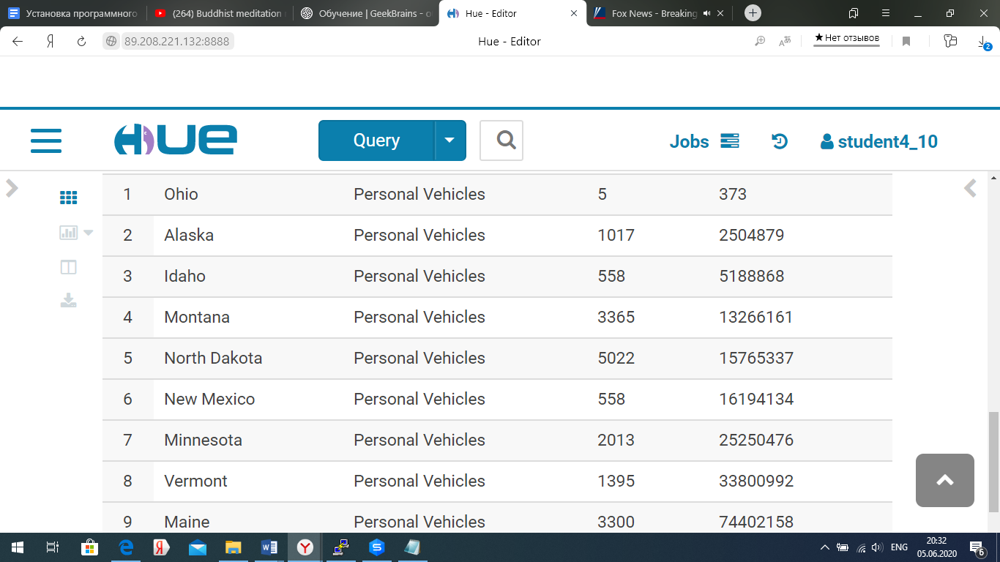 Установка программного
(264) Buddhist meditation
Обучение | GeekBrains - о
Hue - Editor
Fox News - Breaking
Я
89.208.221.132:8888
Hue - Editor
★ Нет отзывов
2
HUE
Query
Jobs
student4_10
1 Ohio Personal Vehicles 5 373
2 Alaska Personal Vehicles 1017 2504879
3 Idaho Personal Vehicles 558 5188868
4 Montana Personal Vehicles 3365 13266161
5 North Dakota Personal Vehicles 5022 15765337
6 New Mexico Personal Vehicles 558 16194134
7 Minnesota Personal Vehicles 2013 25250476
8 Vermont Personal Vehicles 1395 33800992
9 Maine Personal Vehicles 3300 74402158
ENG
20:32
05.06.2020
6